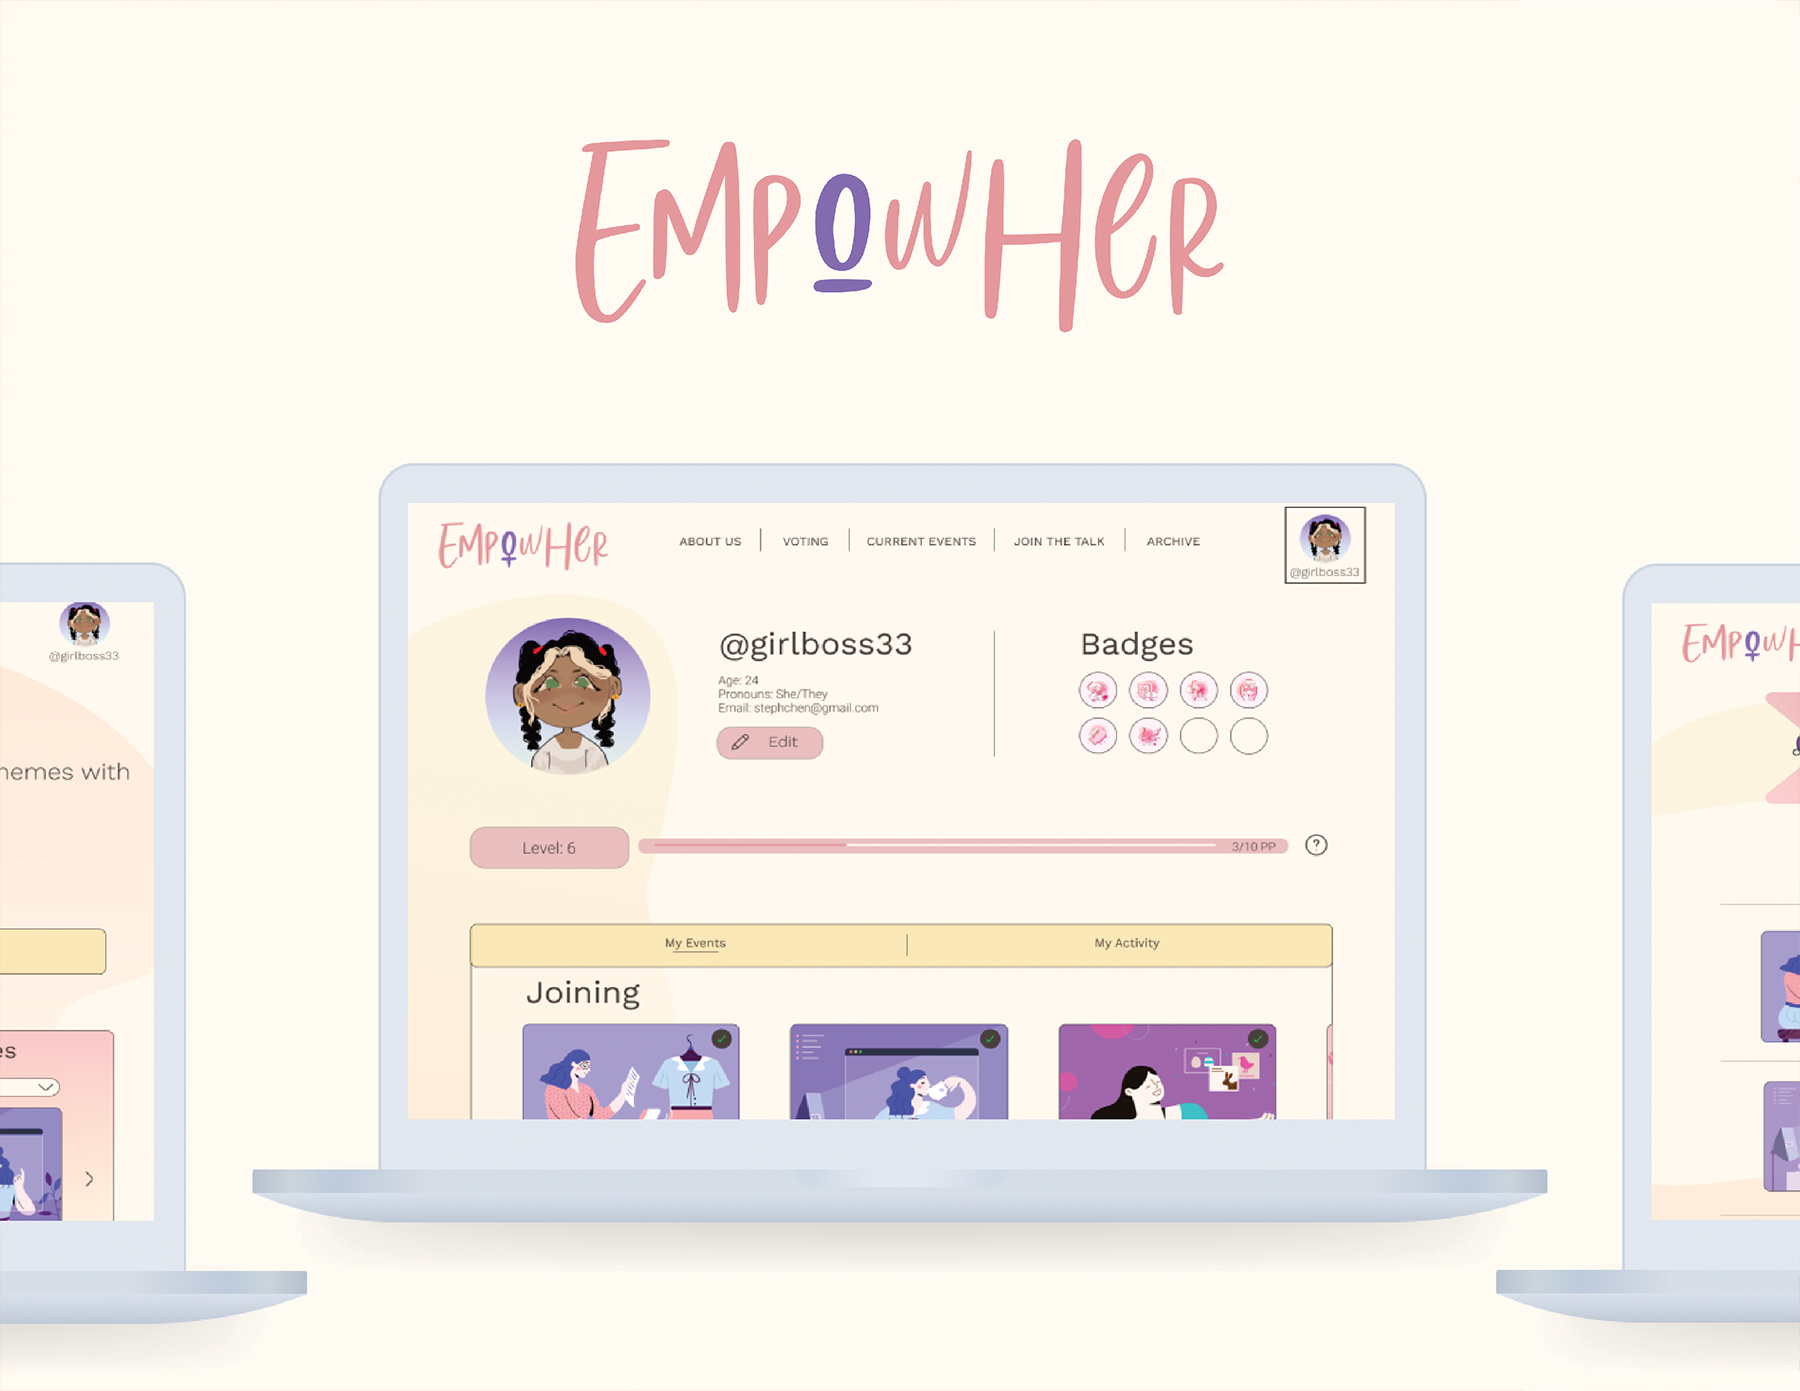 EMPOWHER
EMPOWHER
ABOUT US
VOTING
CURRENT EVENTS
JOIN THE TALK
ARCHIVE
@girlboss33
@girlboss33
Age: 24
Pronouns: She/They
Email: stephchen@gmail.com
Edit
Badges
Level: 6
3/10 PP
?
My Events
My Activity
Joining
@girlboss33
hemes with
es
EMPOWH